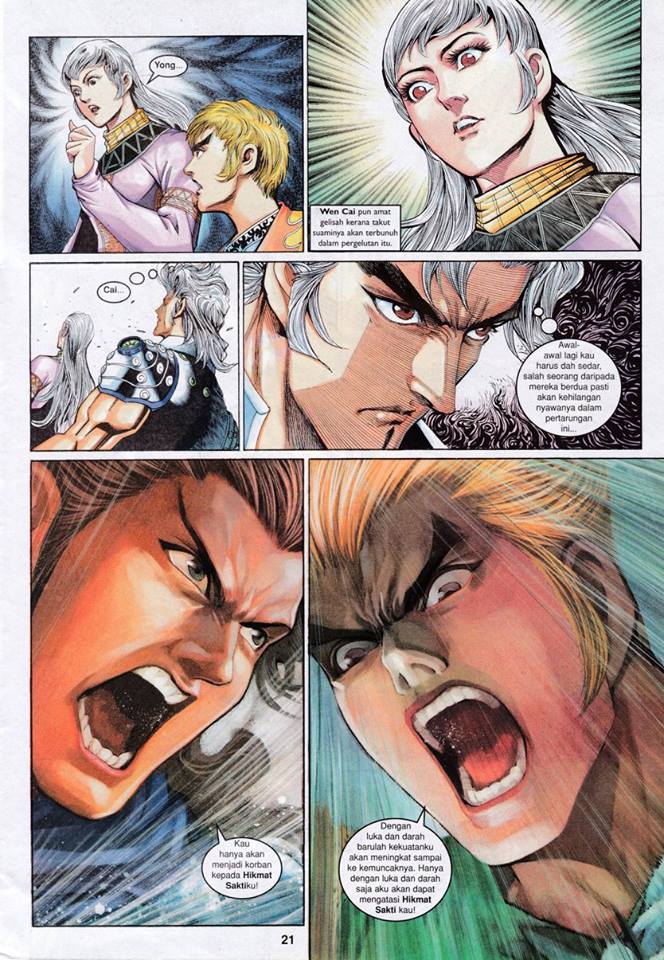 Yong...
Wen Cai pun amat
gelisah kerana takut
suaminya akan terbunuh
dalam pergelutan itu.
Cai...
Awal-
awal lagi kau
harus dah sedar,
salah seorang daripada
mereka berdua pasti
akan kehilangan
nyawanya dalam
pertarungan
ini...
Kau
hanya akan
menjadi korban
kepada Hikmat
Saktiku!
Dengan
luka dan darah
barulah kekuatanku
akan meningkat sampai
ke kemuncaknya. Hanya
dengan luka dan darah
saja aku akan dapat
mengatasi Hikmat
Sakti kau!
21